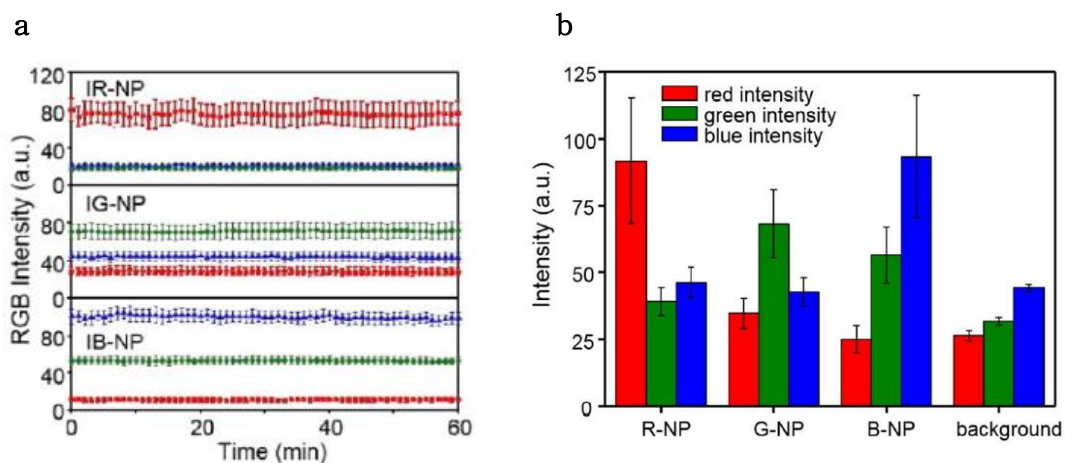 a
b
RGB Intensity (a.u.)
120
80
40
0
80
40
0
80
40
0
IR-NP
IG-NP
IB-NP
0
20
40
60
Time (min)
Intensity (a.u.)
125
100
75
50
25
0
red intensity
green intensity
blue intensity
R-NP
G-NP
B-NP
background